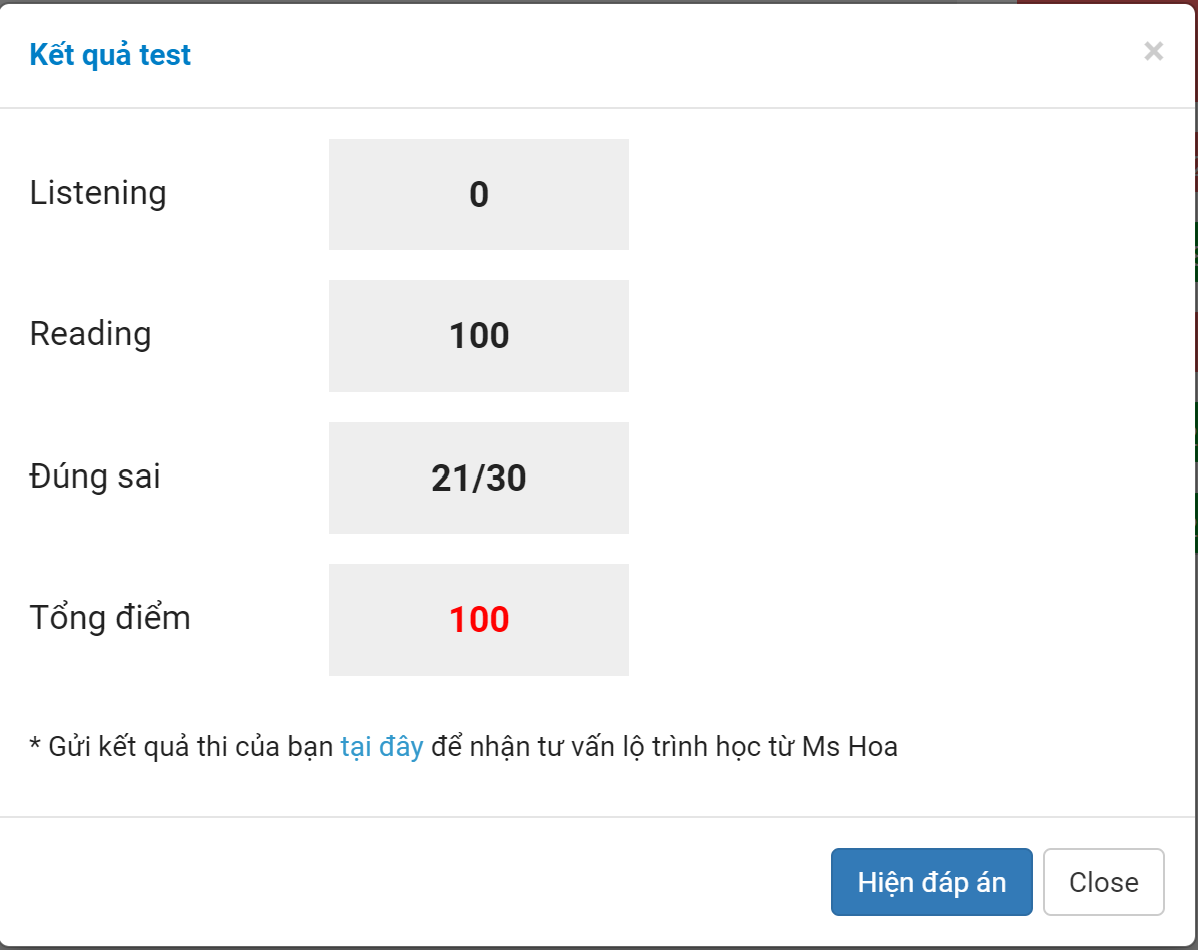 Kết quả test
×
Listening 0
Reading 100
Đúng sai 21/30
Tổng điểm 100
* Gửi kết quả thi của bạn tại đây để nhận tư vấn lộ trình học từ Ms Hoa
Hiện đáp án Close